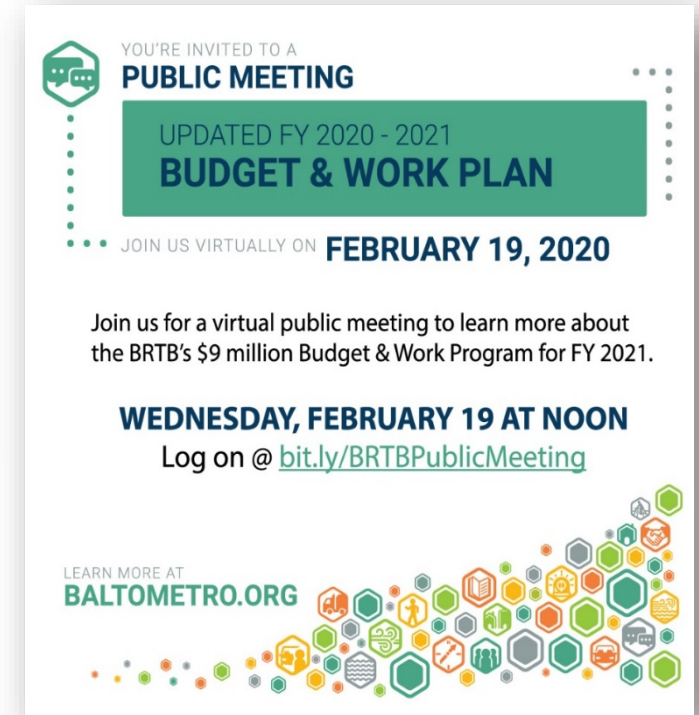 YOU'RE INVITED TO A
PUBLIC MEETING
UPDATED FY 2020 - 2021
BUDGET & WORK PLAN
JOIN US VIRTUALLY ON FEBRUARY 19, 2020
Join us for a virtual public meeting to learn more about
the BRTB's $9 million Budget & Work Program for FY 2021.
WEDNESDAY, FEBRUARY 19 AT NOON
Log on @ bit.ly/BRTBPublicMeeting
LEARN MORE AT
BALTOMETRO.ORG